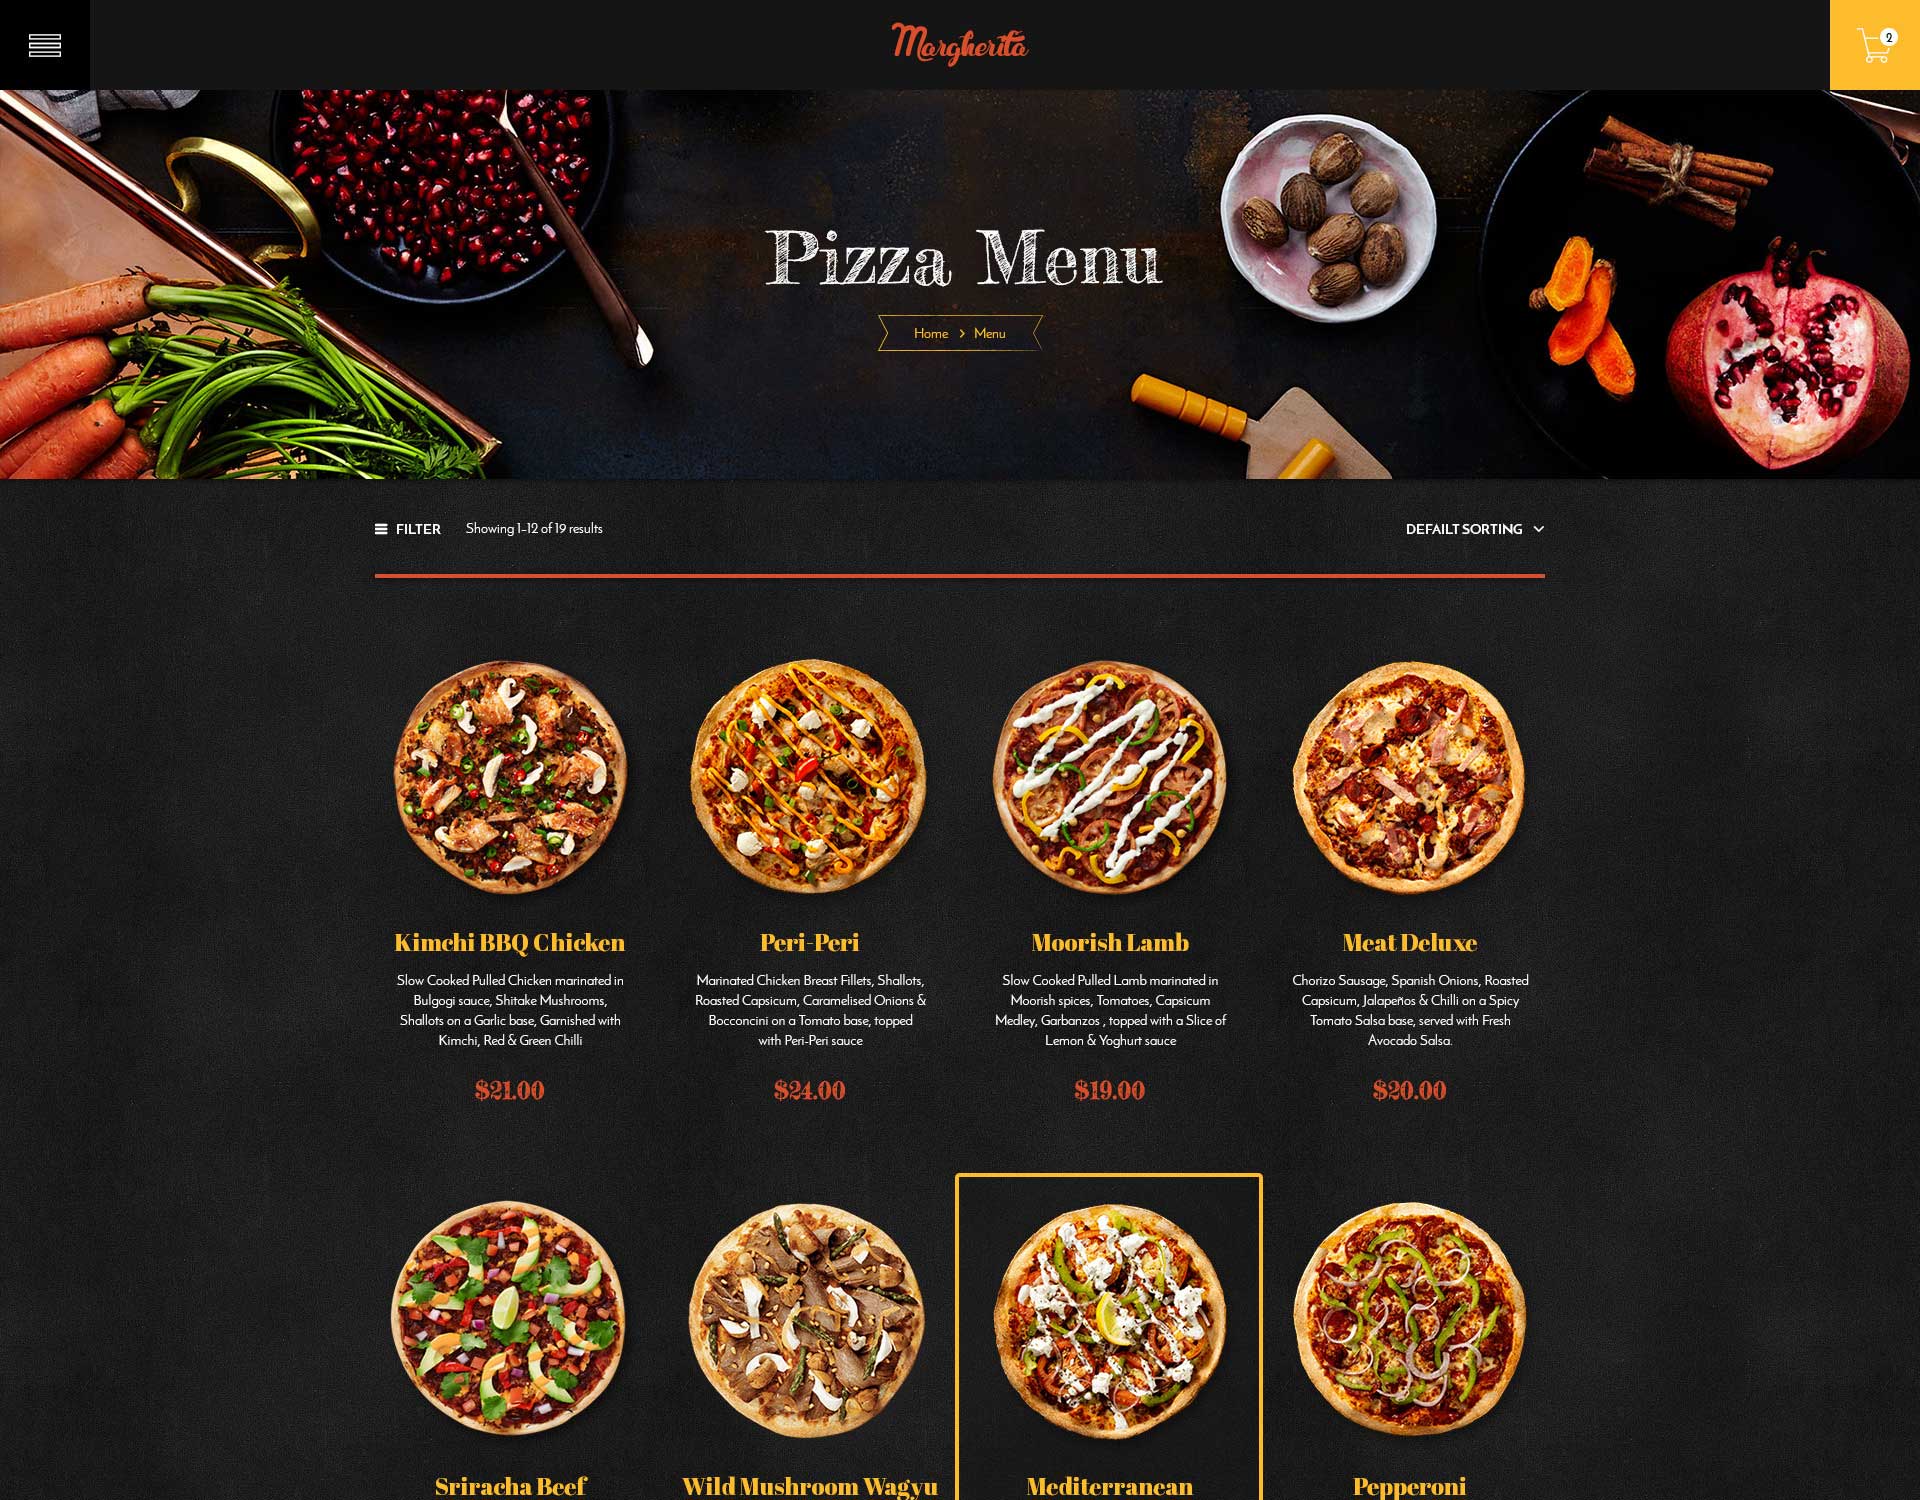 Margherita
2
Pizza Menu
Home > Menu
FILTER
Showing 1–12 of 19 results
DEFAILT SORTING
Kimchi BBQ Chicken
Slow Cooked Pulled Chicken marinated in
Bulgogi sauce, Shitake Mushrooms,
Shallots on a Garlic base, Garnished with
Kimchi, Red & Green Chilli
$21.00
Peri-Peri
Marinated Chicken Breast Fillets, Shallots,
Roasted Capsicum, Caramelised Onions &
Bocconcini on a Tomato base, topped
with Peri-Peri sauce
$24.00
Moorish Lamb
Slow Cooked Pulled Lamb marinated in
Moorish spices, Tomatoes, Capsicum
Medley, Garbanzos , topped with a Slice of
Lemon & Yoghurt sauce
$19.00
Meat Deluxe
Chorizo Sausage, Spanish Onions, Roasted
Capsicum, Jalapeños & Chilli on a Spicy
Tomato Salsa base, served with Fresh
Avocado Salsa.
$20.00
Sriracha Beef
Wild Mushroom Wagyu
Mediterranean
Pepperoni